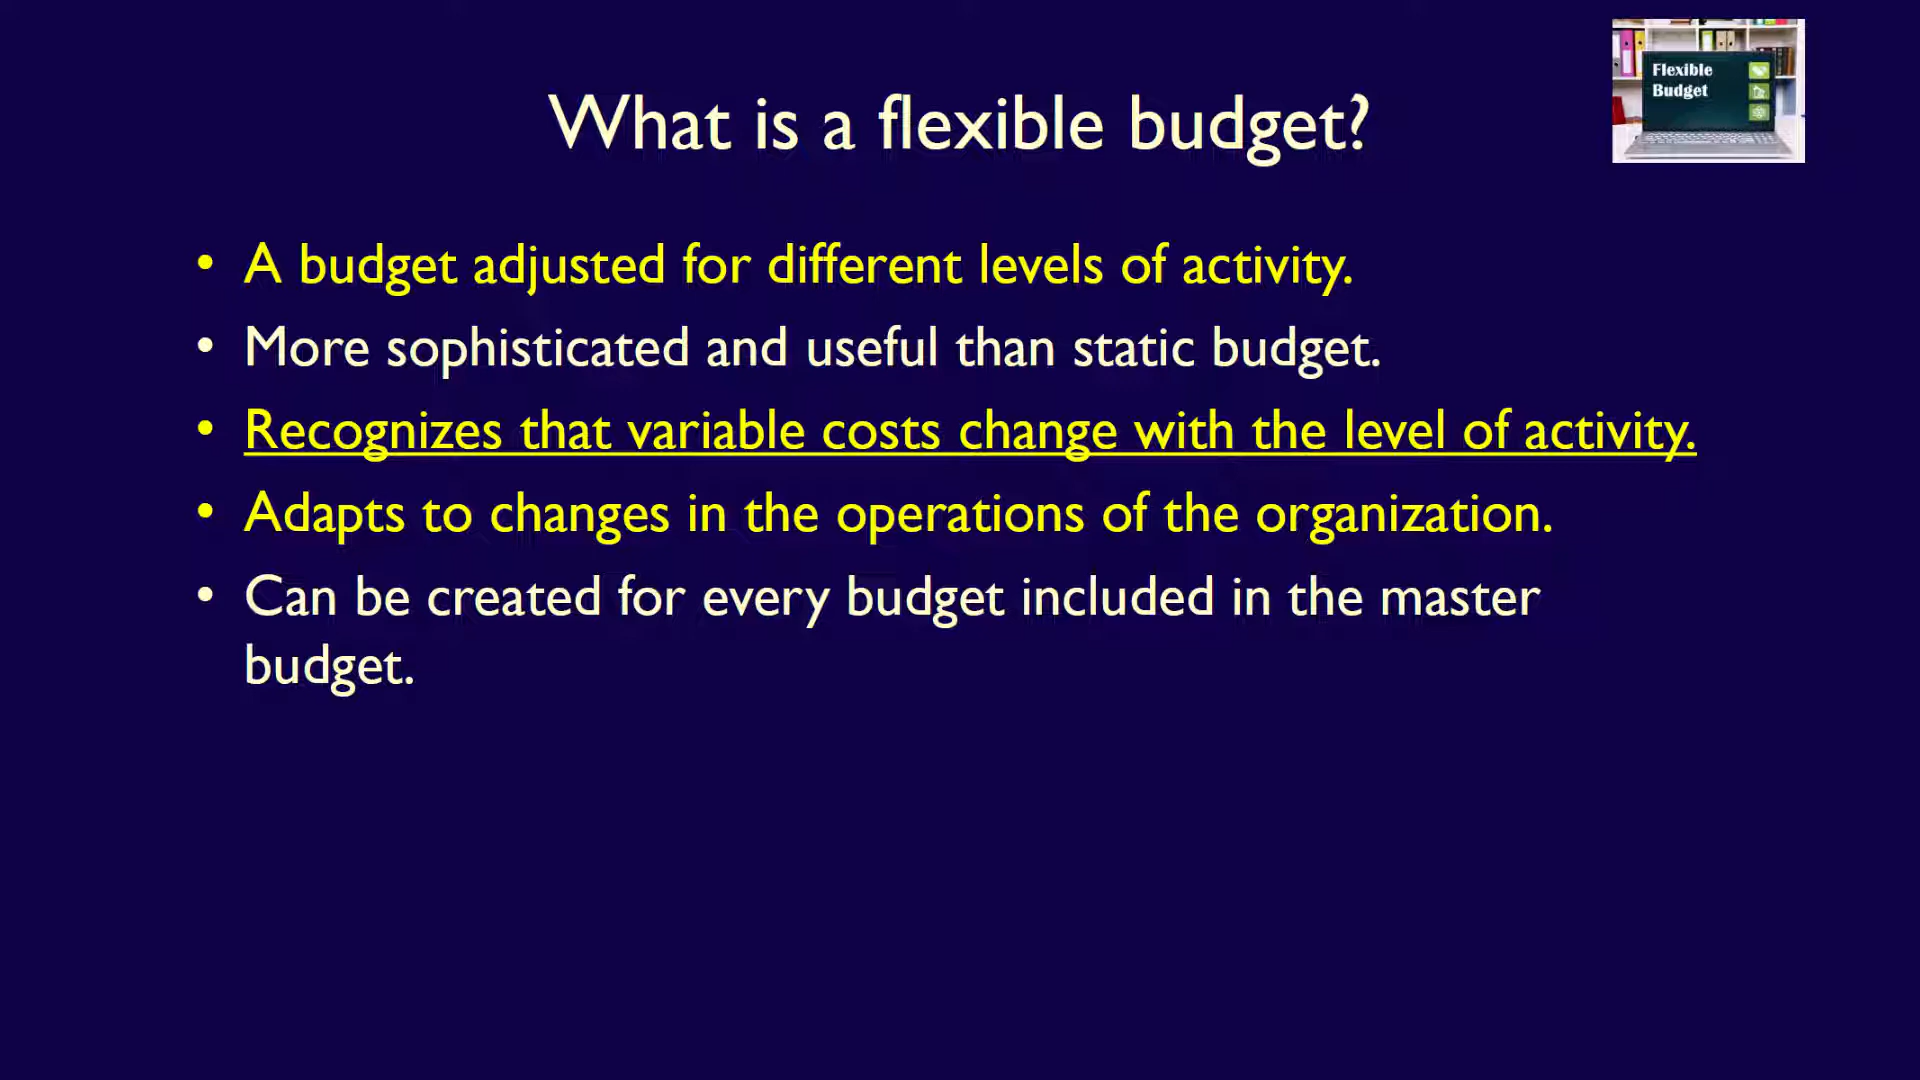 What is a flexible budget?
Flexible
Budget
• A budget adjusted for different levels of activity.
• More sophisticated and useful than static budget.
• Recognizes that variable costs change with the level of activity.
• Adapts to changes in the operations of the organization.
• Can be created for every budget included in the master
budget.